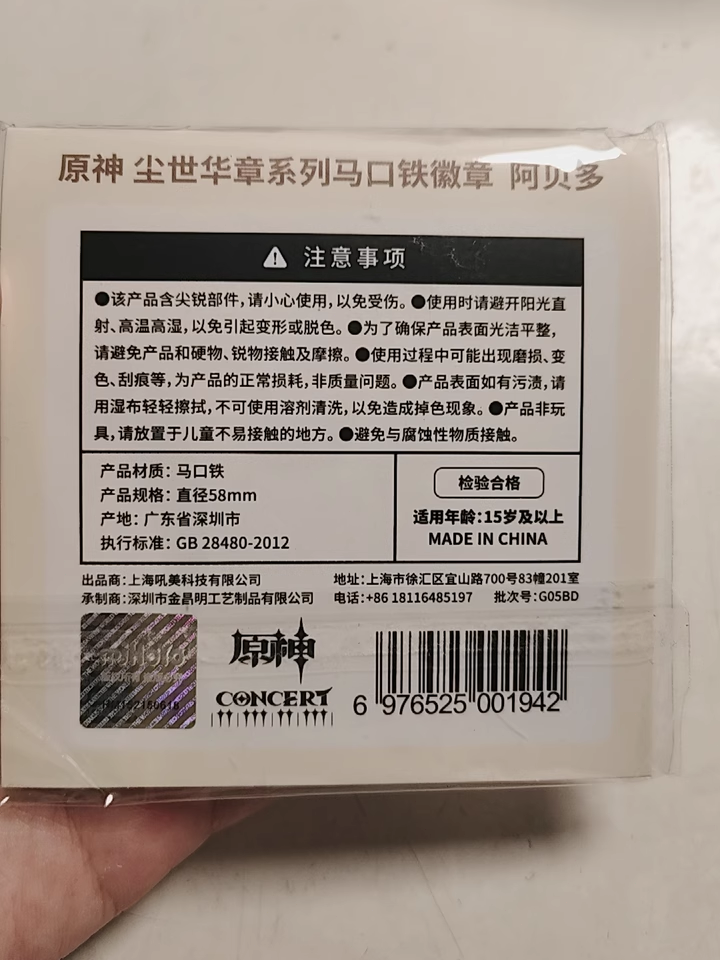 原神 尘世华章系列马口铁徽章 阿贝多
注意事项
●该产品含尖锐部件,请小心使用,以免受伤。●使用时请避开阳光直
射、高温高湿,以免引起变形或脱色。●为了确保产品表面光洁平整,
请避免产品和硬物、锐物接触及摩擦。●使用过程中可能出现磨损、变
色、刮痕等,为产品的正常损耗,非质量问题。●产品表面如有污渍,请
用湿布轻轻擦拭,不可使用溶剂清洗,以免造成掉色现象。●产品非玩
具,请放置于儿童不易接触的地方。●避免与腐蚀性物质接触。
产品材质:马口铁
产品规格:直径58mm
产地:广东省深圳市
执行标准:GB 28480-2012
检验合格
适用年龄:15岁及以上
MADE IN CHINA
出品商:上海吼美科技有限公司
地址:上海市徐汇区宜山路700号83幢201室
承制商:深圳市金昌明工艺制品有限公司
电话:+86 18116485197 批次号:G05BD
miHoYo
原神
CONCERT
6 976525 001942